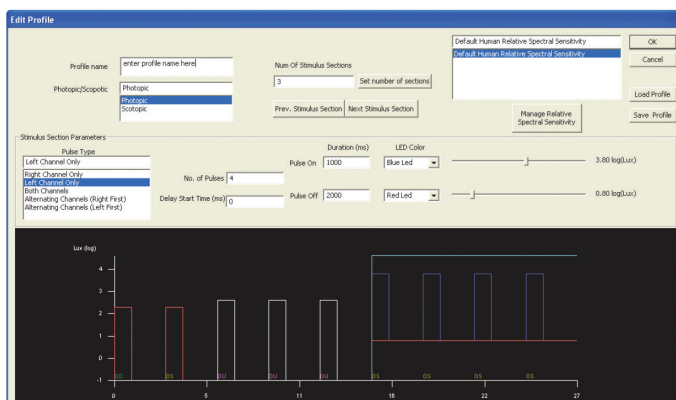 Edit Profile
Profile name
enter profile name here
Photopic/Scopotic
Photopic
Photopic
Scotopic
Num Of Stimulus Sections
3
Set number of sections
Prev. Stimulus Section
Next Stimulus Section
Default Human Relative Spectral Sensitivity
Default Human Relative Spectral Sensitivity
Manage Relative
Spectral Sensitivity
OK
Cancel
Load Profile
Save Profile
Stimulus Section Parameters
Pulse Type
Left Channel Only
Right Channel Only
Left Channel Only
Both Channels
Alternating Channels (Right First)
Alternating Channels (Left First)
No. of Pulses
4
Delay Start Time (ms)
0
Duration (ms)
LED Color
Pulse On
1000
Blue Led
3.80 log(Lux)
Pulse Off
2000
Red Led
0.80 log(Lux)
Lux (log)
4
3
2
1
0
-1
OD OS OU OU OU OS OS OS OS
0 5 11 16 22 27